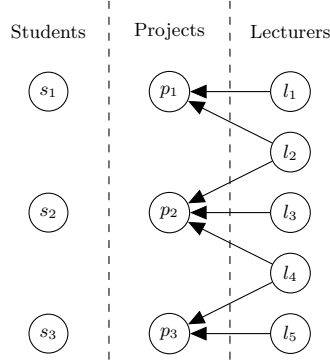 Students Projects Lecturers
s1 p1 l1
l2
s2 p2 l3
l4
s3 p3 l5